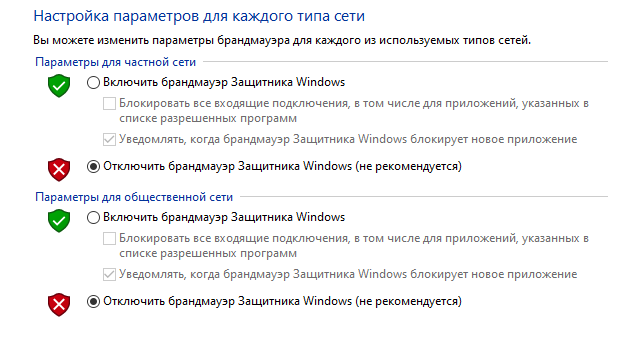 Настройка параметров для каждого типа сети
Вы можете изменить параметры брандмауэра для каждого из используемых типов сетей.
Параметры для частной сети
Включить брандмауэр Защитника Windows
Блокировать все входящие подключения, в том числе для приложений, указанных в
списке разрешенных программ
Уведомлять, когда брандмауэр Защитника Windows блокирует новое приложение
Отключить брандмауэр Защитника Windows (не рекомендуется)
Параметры для общественной сети
Включить брандмауэр Защитника Windows
Блокировать все входящие подключения, в том числе для приложений, указанных в
списке разрешенных программ
Уведомлять, когда брандмауэр Защитника Windows блокирует новое приложение
Отключить брандмауэр Защитника Windows (не рекомендуется)